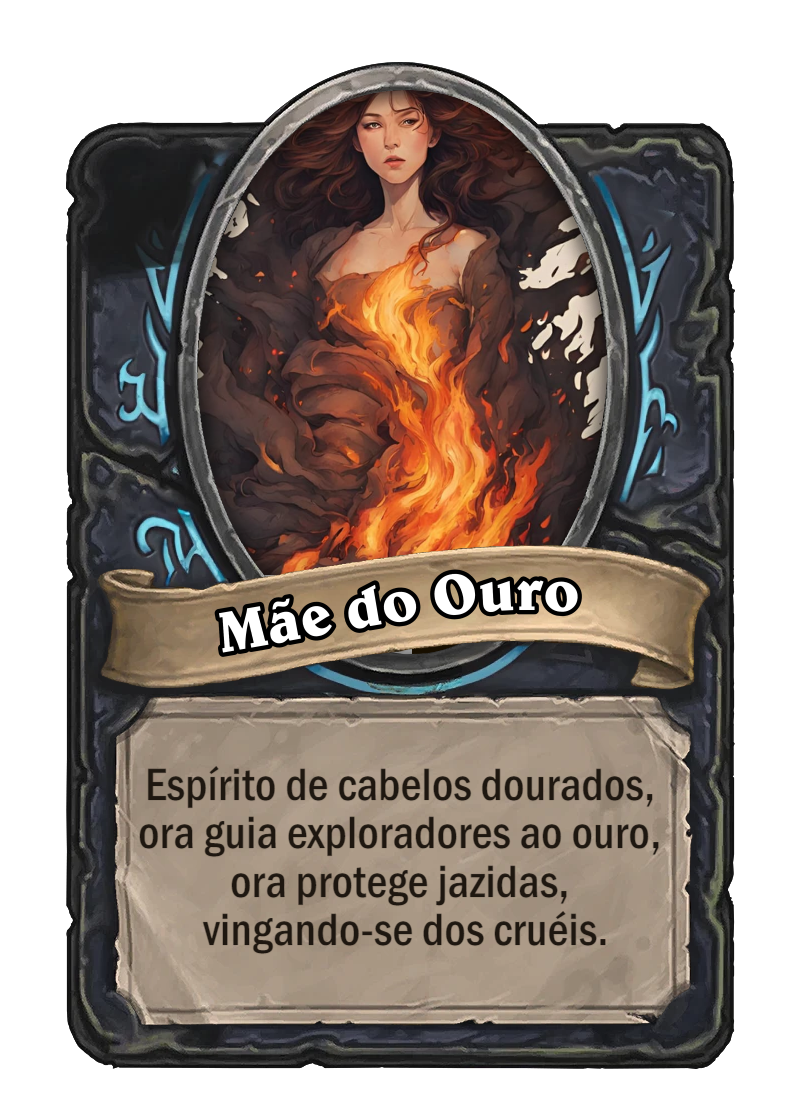 Mãe do Ouro
Espírito de cabelos dourados,
ora guia exploradores ao ouro,
ora protege jazidas,
vingando-se dos cruéis.